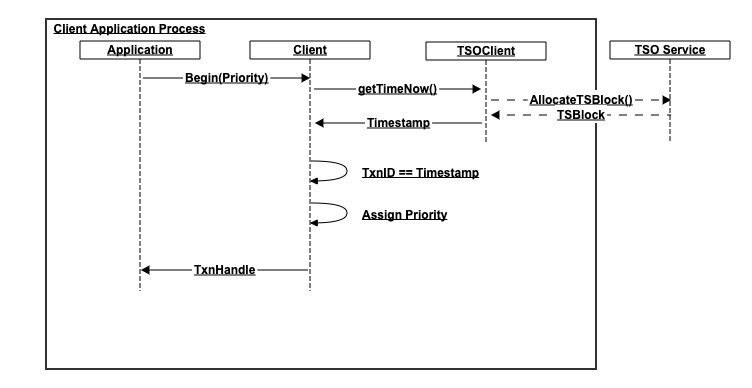 Client Application Process
Application
Client
TSOClient
TSO Service
Begin(Priority)
getTimeNow()
AllocateTSBlock()
TSBlock
Timestamp
TxnID == Timestamp
Assign Priority
TxnHandle